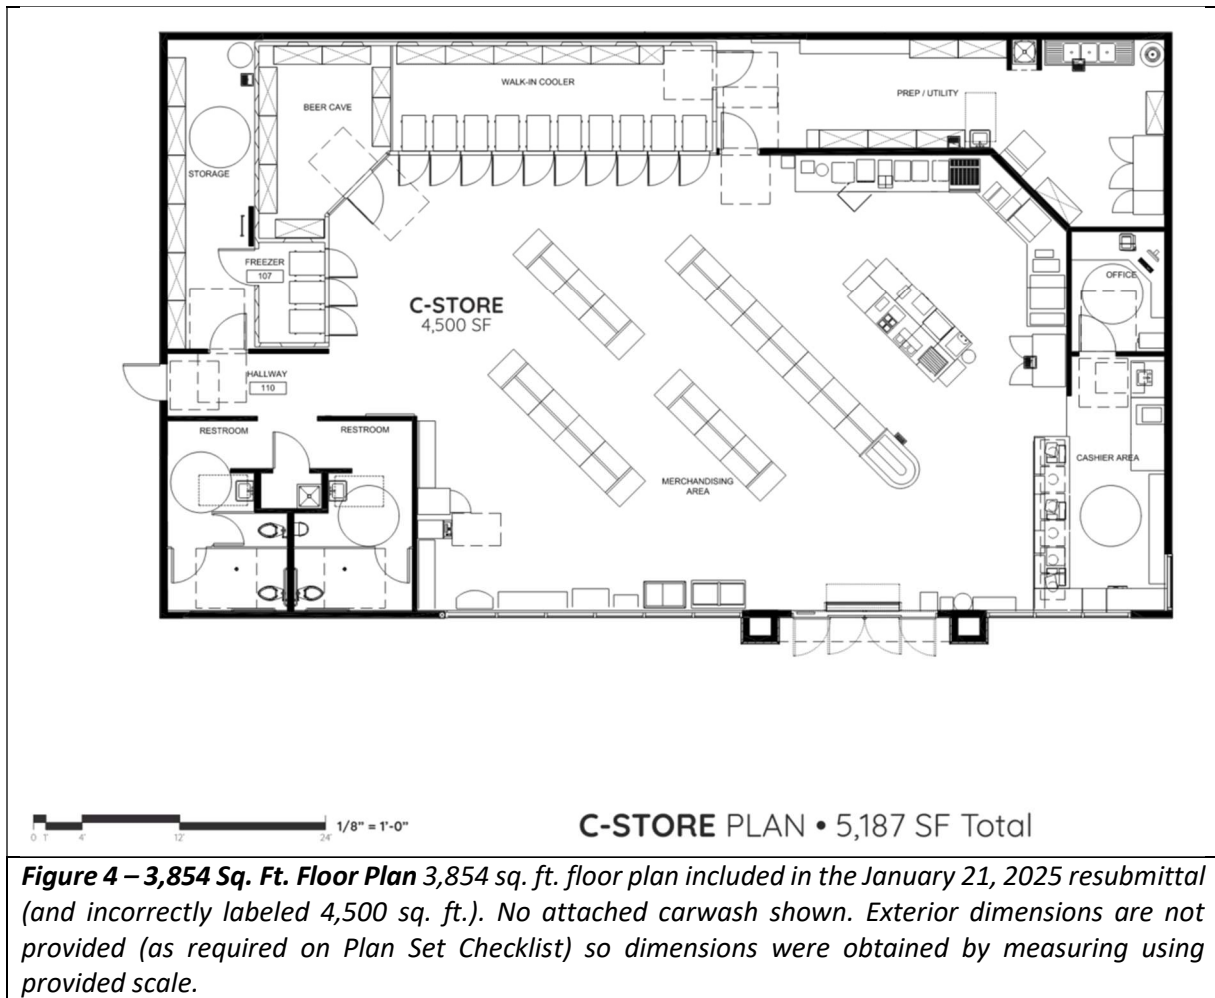 WALK-IN COOLER
PREP / UTILITY
BEER CAVE
STORAGE
FREEZER
107
OFFICE
C-STORE
4,500 SF
HALLWAY
110
RESTROOM
RESTROOM
CASHIER AREA
MERCHANDISING
AREA
0 1' 4' 12' 24'
1/8" = 1'-0"
C-STORE PLAN • 5,187 SF Total
Figure 4 – 3,854 Sq. Ft. Floor Plan 3,854 sq. ft. floor plan included in the January 21, 2025 resubmittal
(and incorrectly labeled 4,500 sq. ft.). No attached carwash shown. Exterior dimensions are not
provided (as required on Plan Set Checklist) so dimensions were obtained by measuring using
provided scale.